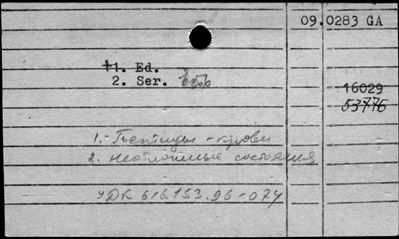 09.0283 GA
1. Ed.
2. Ser. Есть
16029
53776
1. - Пептиды - крови
2. неотложные состояния
УДК 616.153.96-074